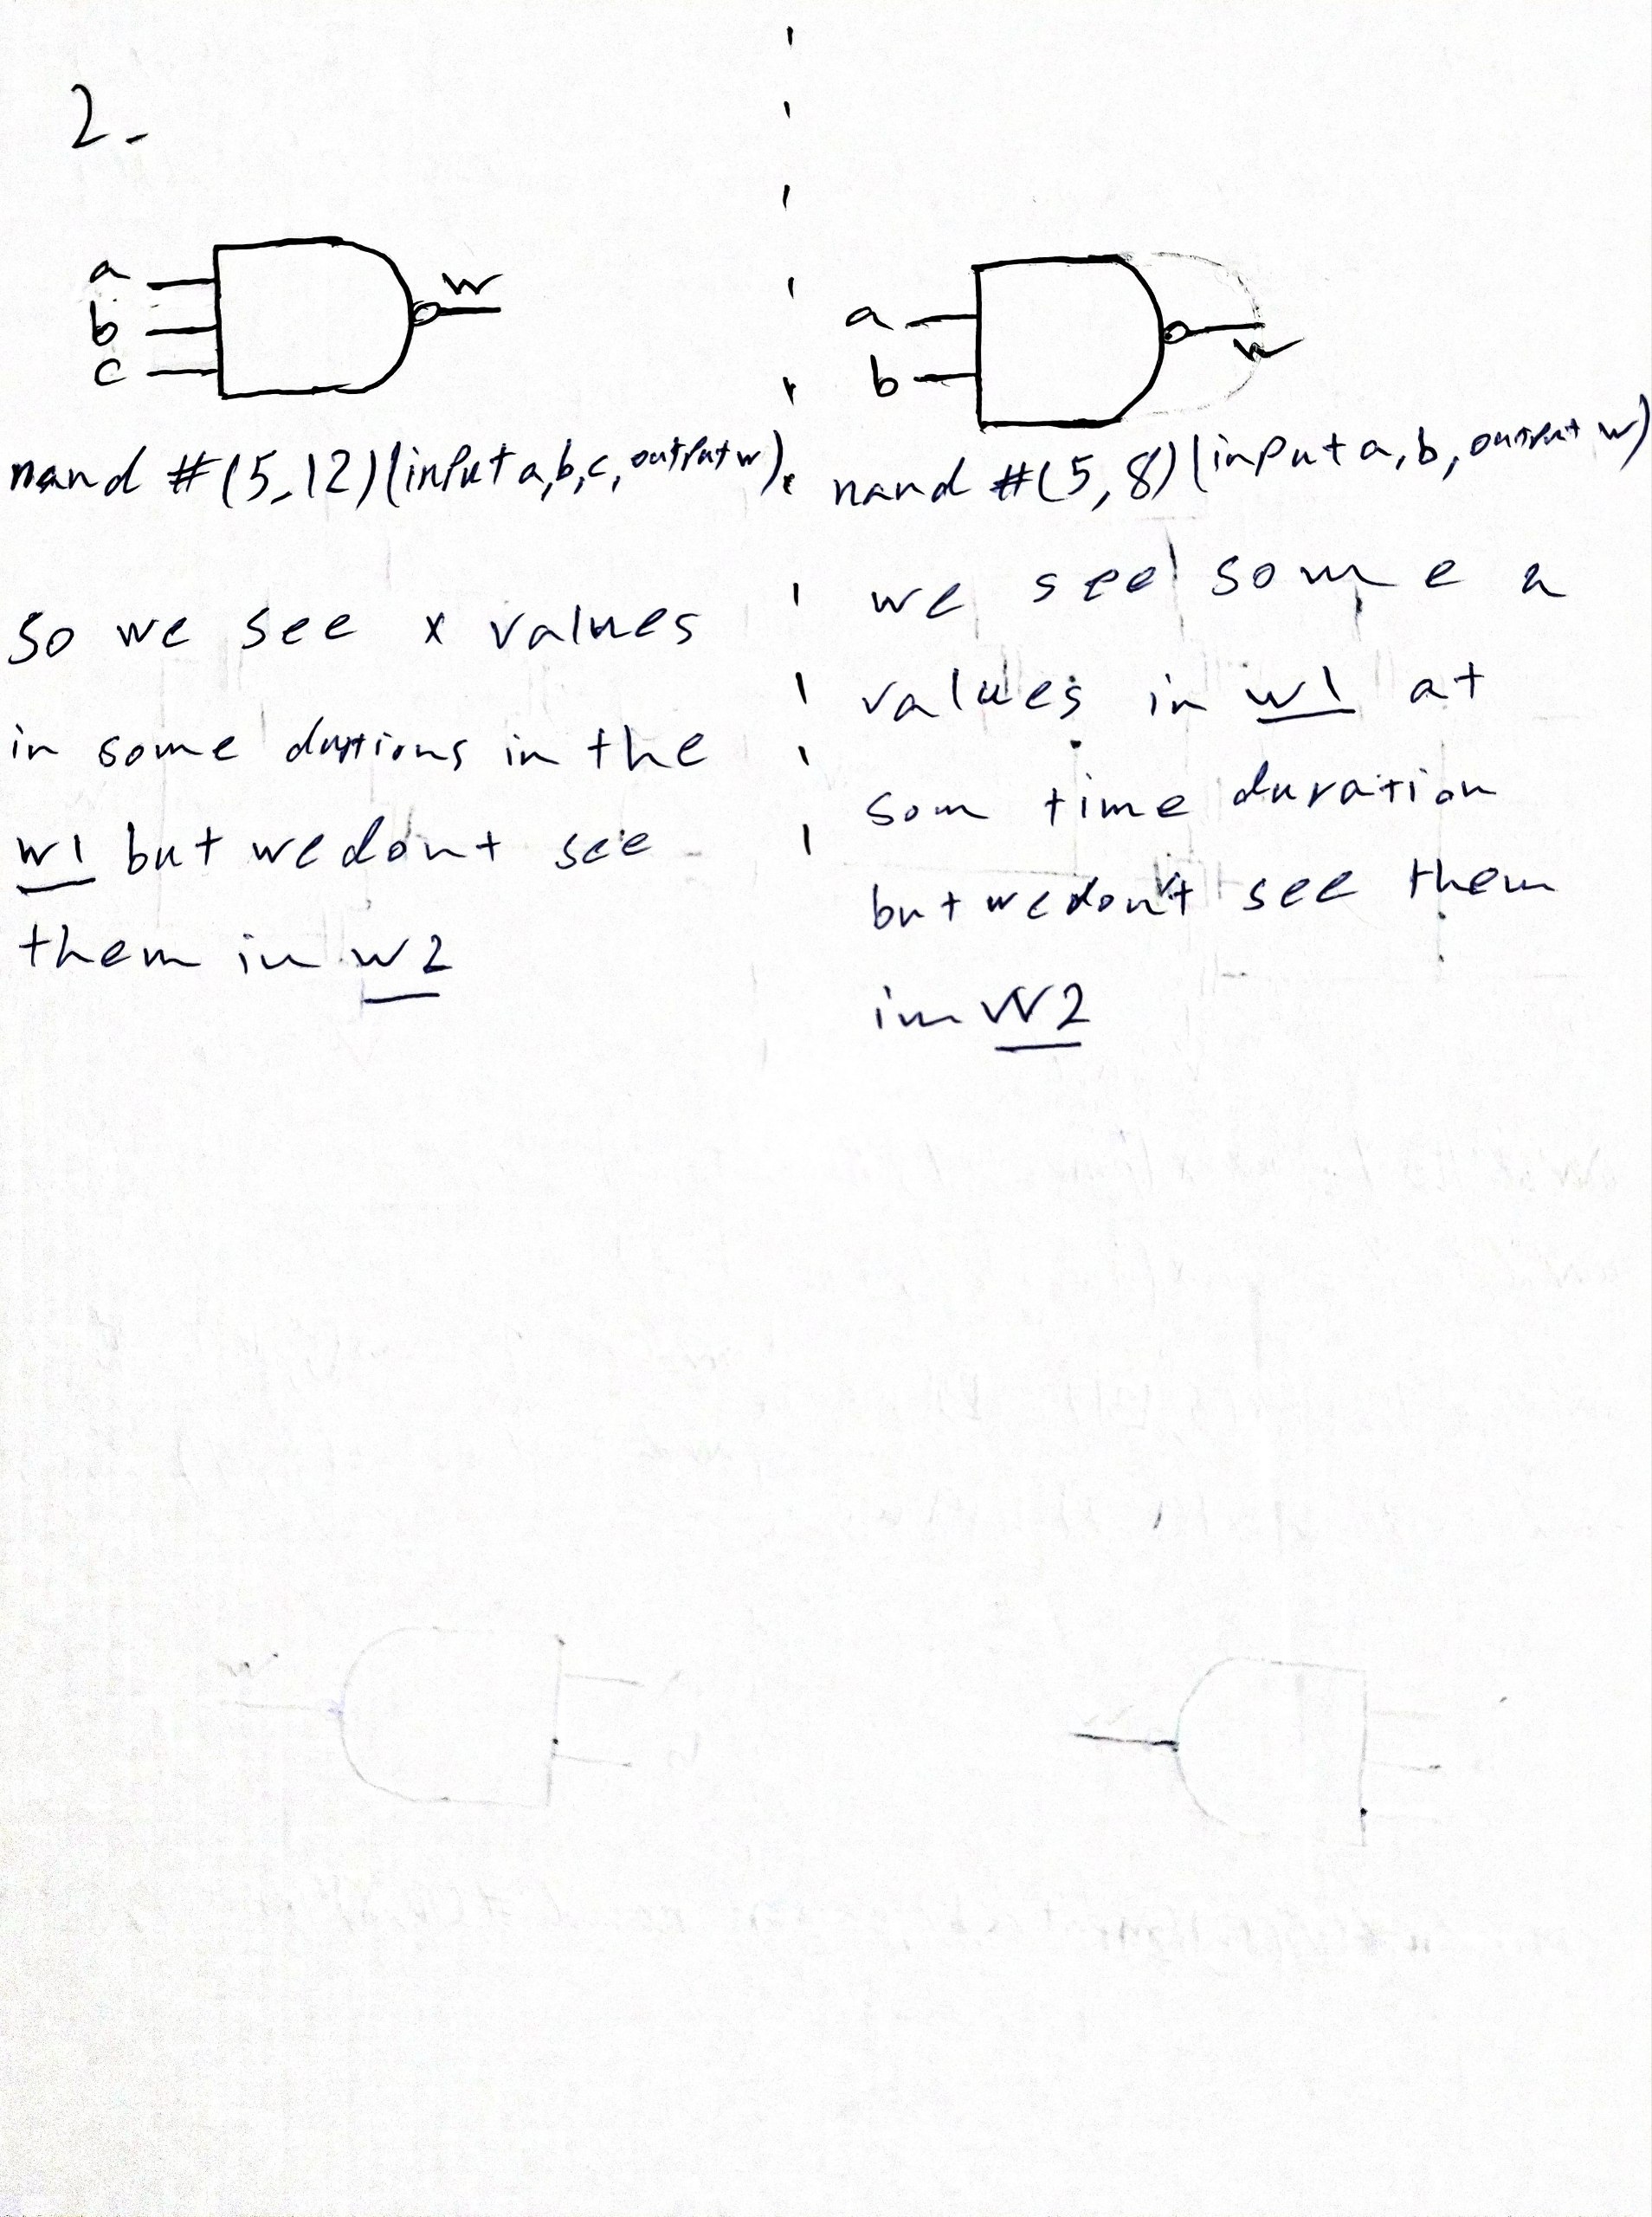 2-
a
b
c
w
nand #(5,12)(input a,b,c,output w).
so we see x values
in some dutions in the
w1 but we dont see
them in w2
a
b
w
nand #(5,8)(input a,b,output w)
we see some a
values in w1 at
som time duration
but we don't see them
in W2